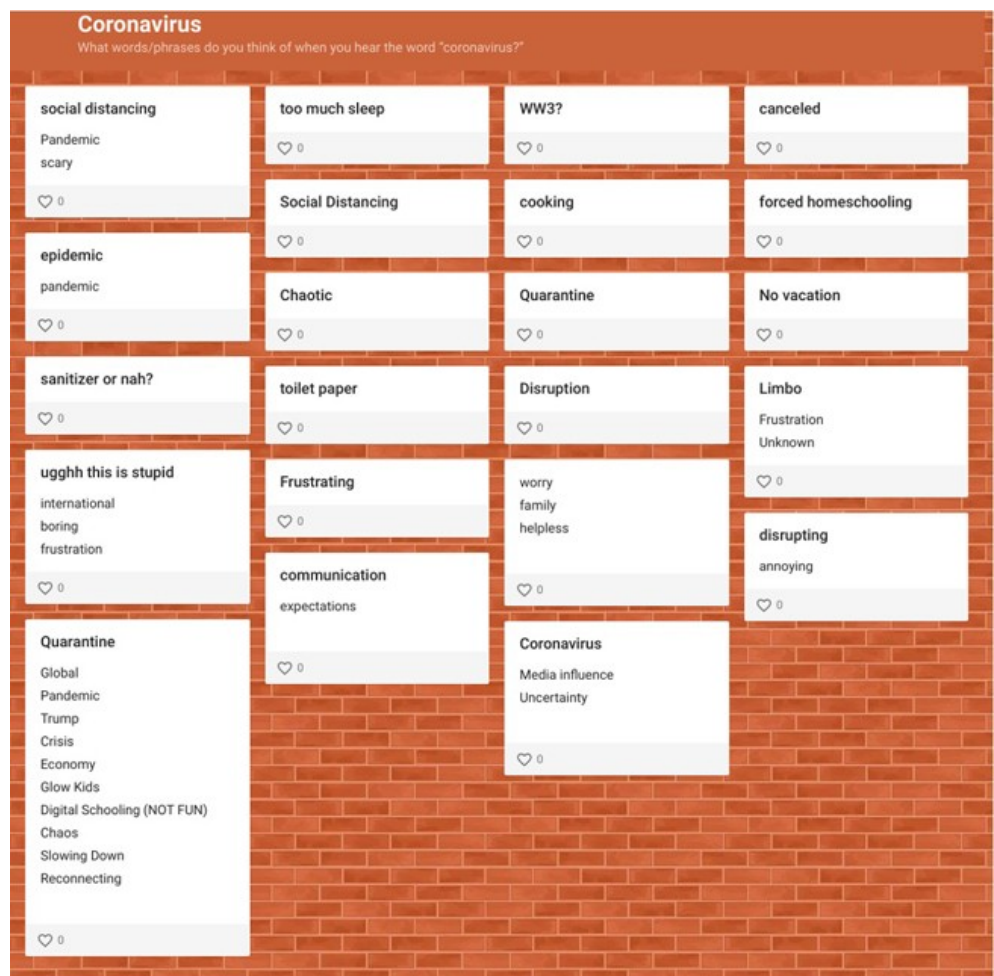 Coronavirus
What words/phrases do you think of when you hear the word "coronavirus?"
social distancing
Pandemic
scary
0
epidemic
pandemic
0
sanitizer or nah?
0
ugghh this is stupid
international
boring
frustration
0
Quarantine
Global
Pandemic
Trump
Crisis
Economy
Glow Kids
Digital Schooling (NOT FUN)
Chaos
Slowing Down
Reconnecting
0
too much sleep
0
Social Distancing
0
Chaotic
0
toilet paper
0
Frustrating
0
communication
expectations
0
WW3?
0
cooking
0
Quarantine
0
Disruption
0
worry
family
helpless
0
Coronavirus
Media influence
Uncertainty
0
canceled
0
forced homeschooling
0
No vacation
0
Limbo
Frustration
Unknown
0
disrupting
annoying
0